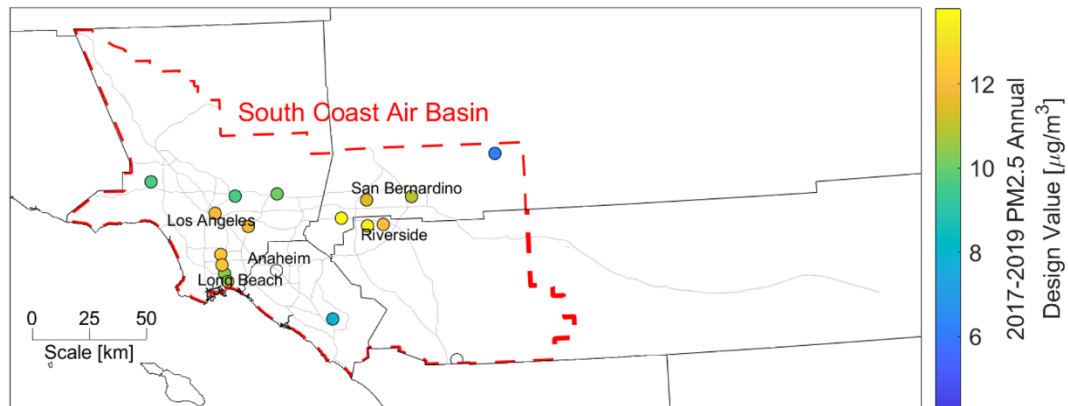 South Coast Air Basin
San Bernardino
Los Angeles
Riverside
Anaheim
Long Beach
0 25 50
Scale [km]
12
10
8
6
2017-2019 PM2.5 Annual
Design Value [μg/m³]